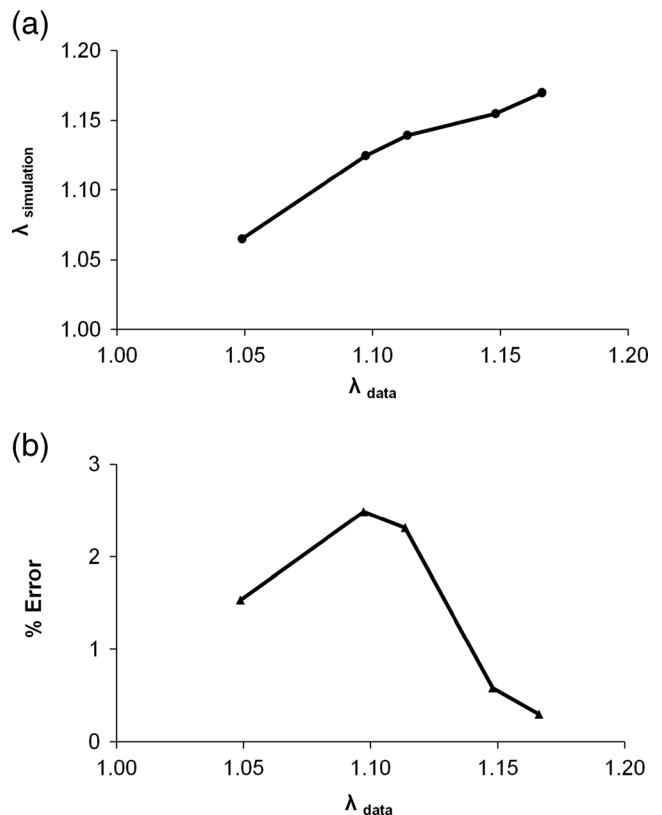 (a)
1.20
1.15
1.10
1.05
1.00
λ simulation
1.00 1.05 1.10 1.15 1.20
λ data
(b)
3
2
1
0
% Error
1.00 1.05 1.10 1.15 1.20
λ data